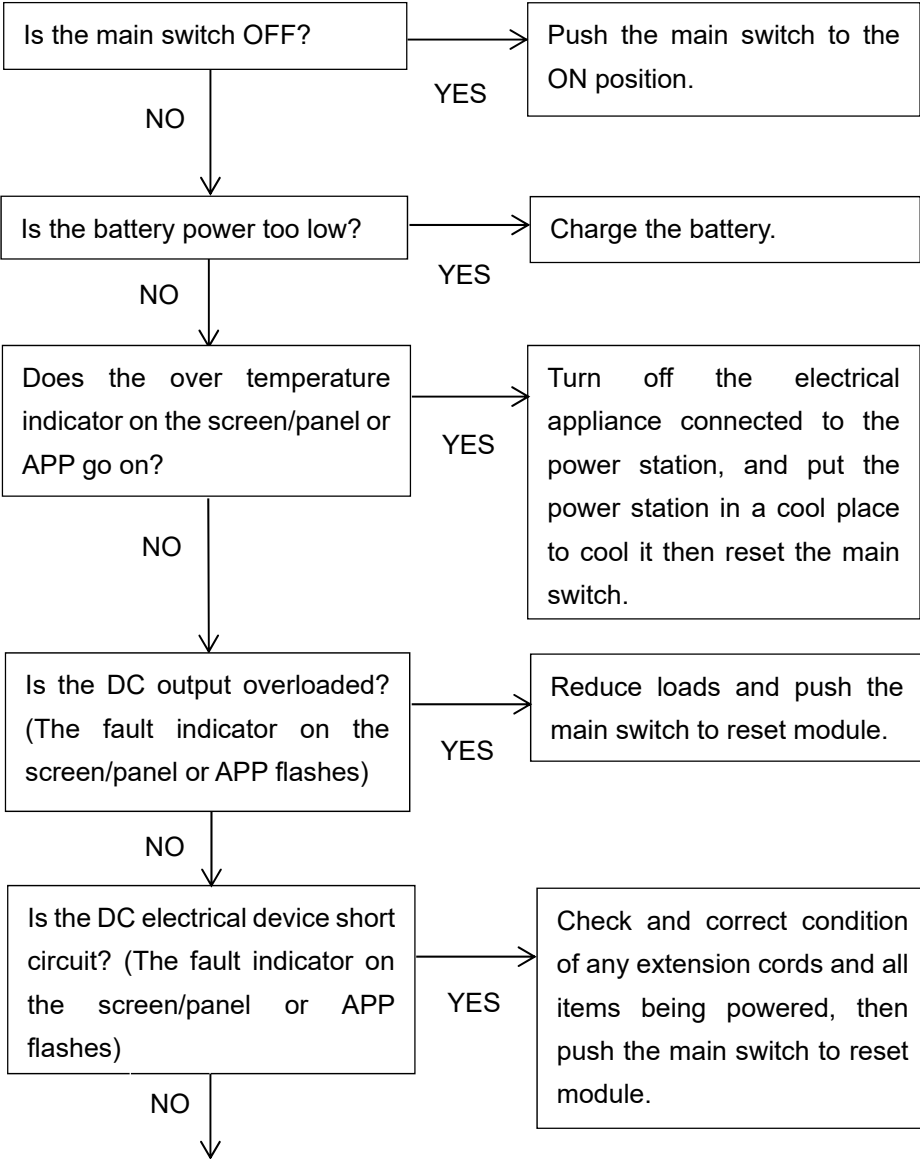 Is the main switch OFF?
Push the main switch to the
ON position.
YES
NO
Is the battery power too low?
Charge the battery.
YES
NO
Does the over temperature
indicator on the screen/panel or
APP go on?
Turn off the electrical
appliance connected to the
power station, and put the
power station in a cool place
to cool it then reset the main
switch.
YES
NO
Is the DC output overloaded?
(The fault indicator on the
screen/panel or APP flashes)
Reduce loads and push the
main switch to reset module.
YES
NO
Is the DC electrical device short
circuit? (The fault indicator on
the screen/panel or APP
flashes)
Check and correct condition
of any extension cords and all
items being powered, then
push the main switch to reset
module.
YES
NO